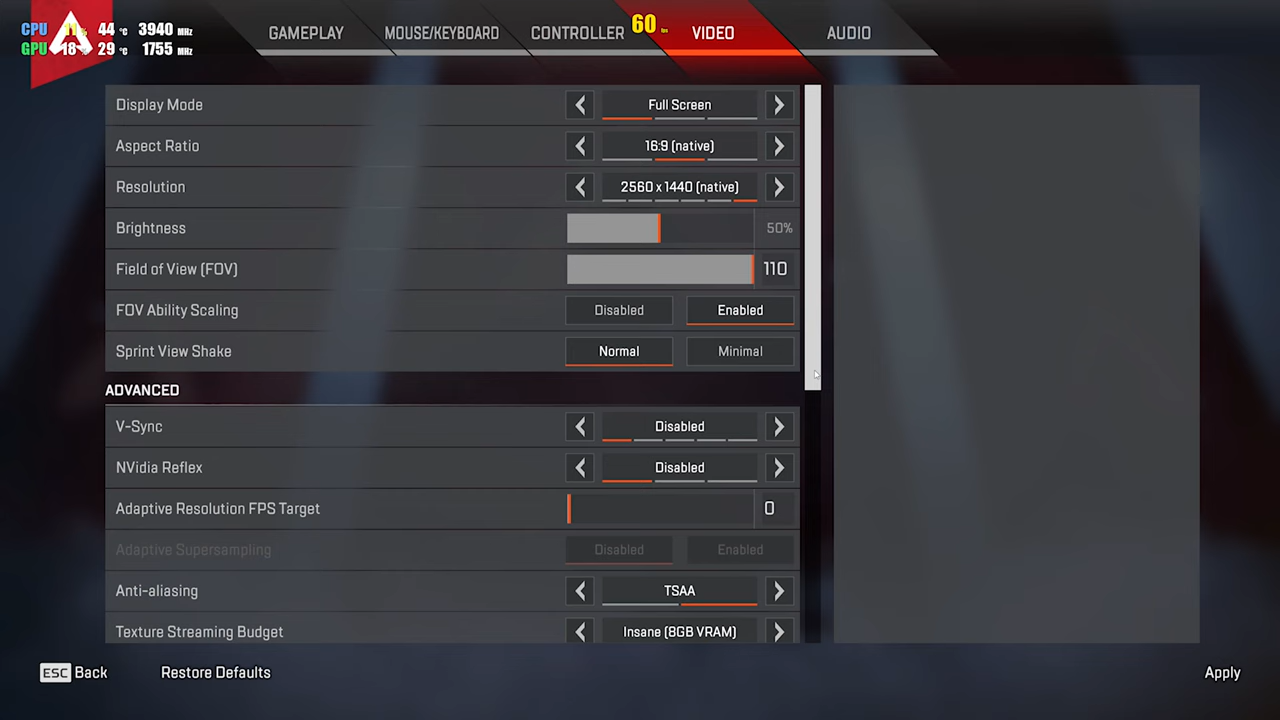 CPU 11 % 44 °C 3940 MHz
GPU 18 % 29 °C 1755 MHz
60
GAMEPLAY MOUSE/KEYBOARD CONTROLLER VIDEO AUDIO
Display Mode Full Screen
Aspect Ratio 16:9 (native)
Resolution 2560 x 1440 (native)
Brightness 50%
Field of View (FOV) 110
FOV Ability Scaling Disabled Enabled
Sprint View Shake Normal Minimal
ADVANCED
V-Sync Disabled
NVidia Reflex Disabled
Adaptive Resolution FPS Target 0
Adaptive Supersampling Disabled Enabled
Anti-aliasing TSAA
Texture Streaming Budget Insane (8GB VRAM)
ESC Back Restore Defaults Apply